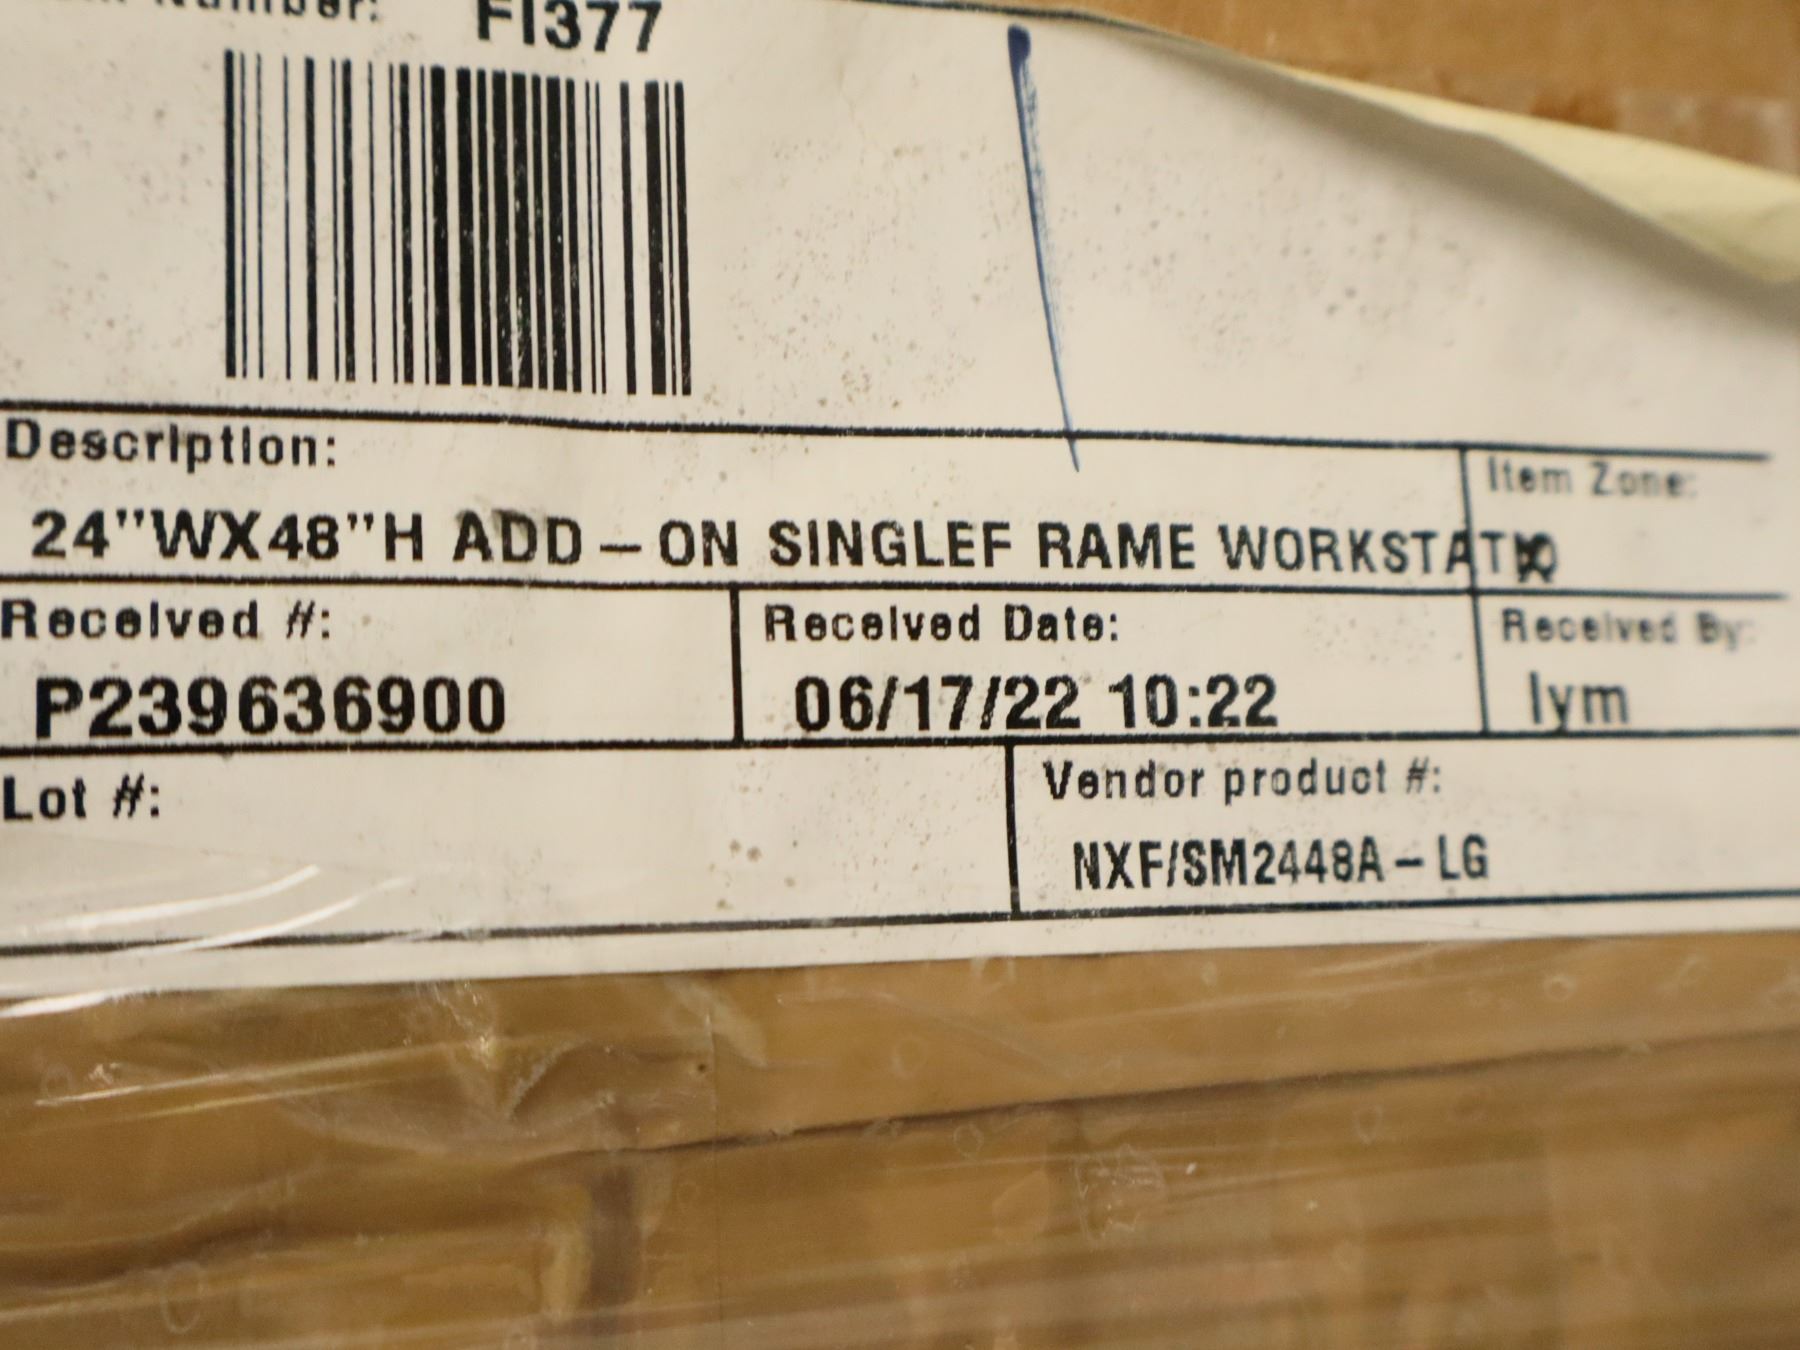 Number: FI377
Description:
Item Zone:
24"WX48"H ADD-ON SINGLEF RAME WORKSTAT
Received #: Received Date: Received By:
P239636900 06/17/22 10:22 lym
Lot #: Vendor product #:
NXF/SM2448A-LG